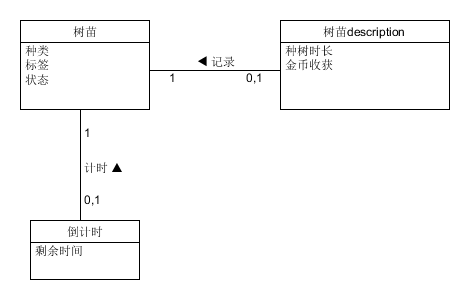 树苗
种类
标签
状态
◀ 记录
1
0,1
树苗description
种树时长
金币收获
1
计时 ▲
0,1
倒计时
剩余时间